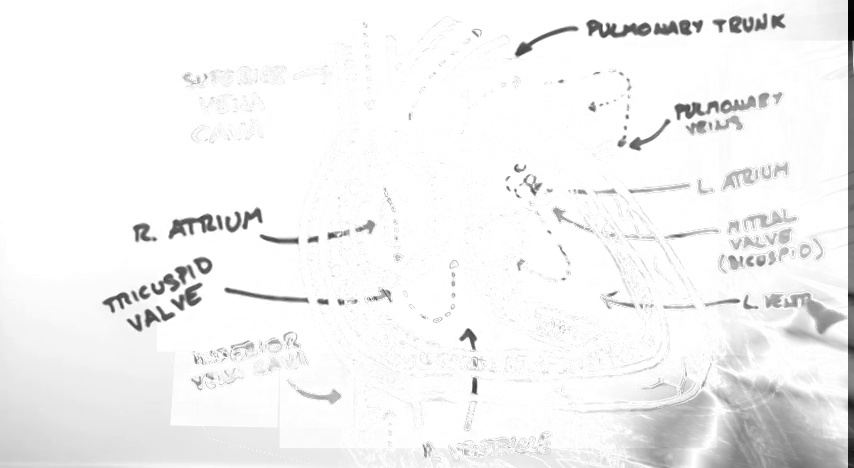 PULMONARY TRUNK
SUPERIOR
VENA
CAVA
PULMONARY
VEINS
L. ATRIUM
R. ATRIUM
MITRAL
VALVE
(BICUSPID)
TRICUSPID
VALVE
L. VENTR
INFERIOR
VENA CAVA
R. VENTRICLE